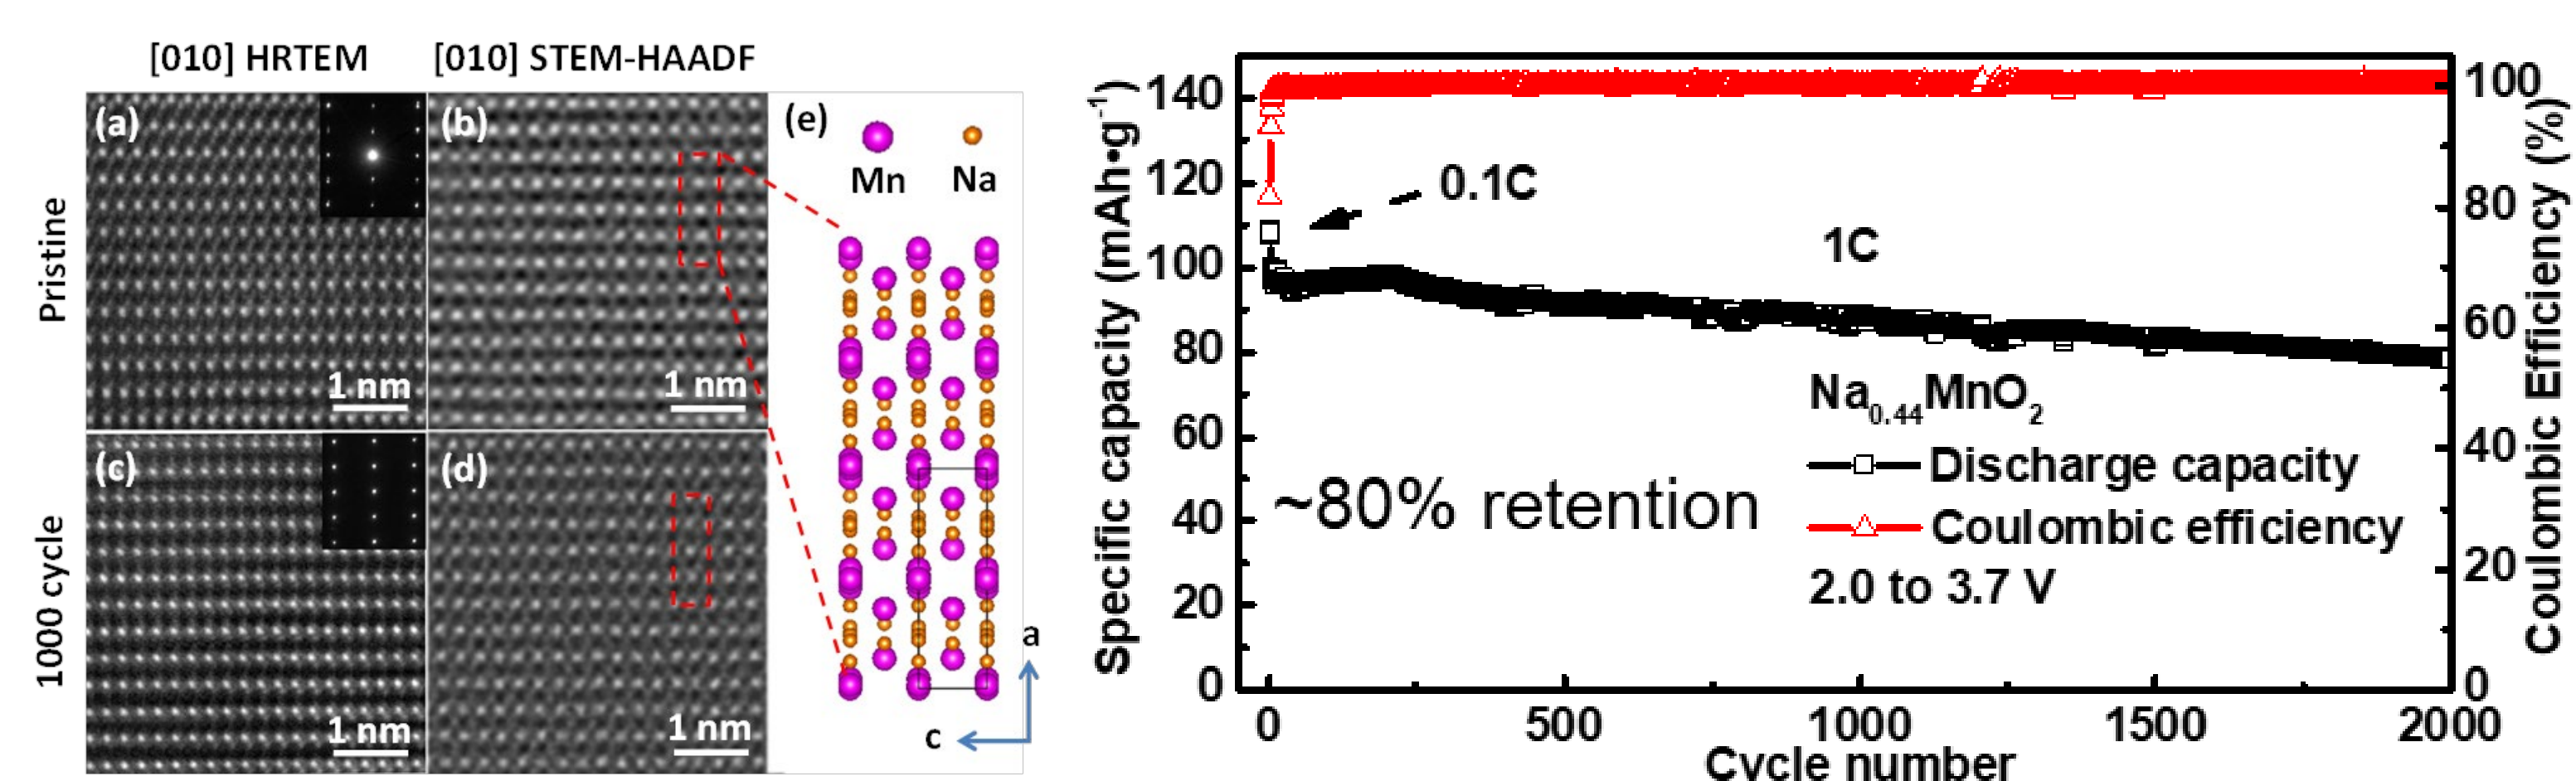 [010] HRTEM
[010] STEM-HAADF
Pristine
1000 cycle
(a)
1 nm
(b)
1 nm
(c)
1 nm
(d)
1 nm
(e)
Mn
Na
a
c
Specific capacity (mAh•g⁻¹)
140
120
100
80
60
40
20
0
0.1C
1C
~80% retention
Na₀.₄₄MnO₂
Discharge capacity
Coulombic efficiency
2.0 to 3.7 V
100
80
60
40
20
0
Coulombic Efficiency (%)
0
500
1000
1500
2000
Cycle number